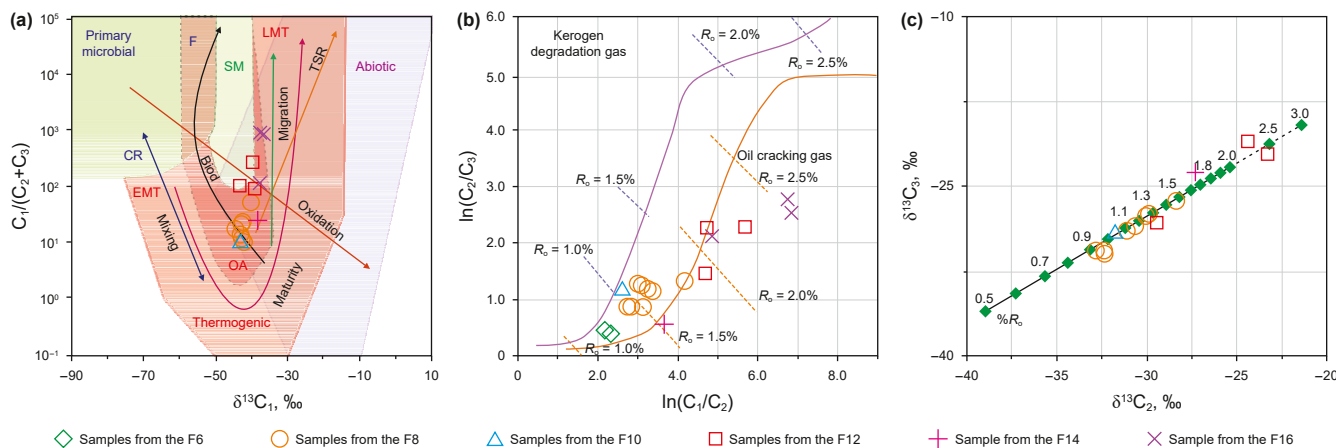 (a)
10⁵
10⁴
10³
10²
10¹
10⁰
10⁻¹
C₁/(C₂+C₃)
Primary
microbial
F
SM
LMT
TSR
Abiotic
Migration
CR
Biod
EMT
Mixing
OA
Oxidation
Maturity
Thermogenic
−90
−70
−50
−30
−10
10
δ¹³C₁, ‰
(b)
6.0
5.0
4.0
3.0
2.0
1.0
0
ln(C₂/C₃)
Kerogen
degradation gas
Rₒ = 2.0%
Rₒ = 2.5%
Oil cracking gas
Rₒ = 2.5%
Rₒ = 1.5%
Rₒ = 1.0%
Rₒ = 2.0%
Rₒ = 1.5%
Rₒ = 1.0%
0
2.0
4.0
6.0
8.0
ln(C₁/C₂)
(c)
−10
−25
−40
δ¹³C₃, ‰
3.0
2.5
2.0
1.8
1.5
1.3
1.1
0.9
0.7
0.5
%Rₒ
−40
−35
−30
−25
−20
δ¹³C₂, ‰
Samples from the F6
Samples from the F8
Samples from the F10
Samples from the F12
Samples from the F14
Samples from the F16